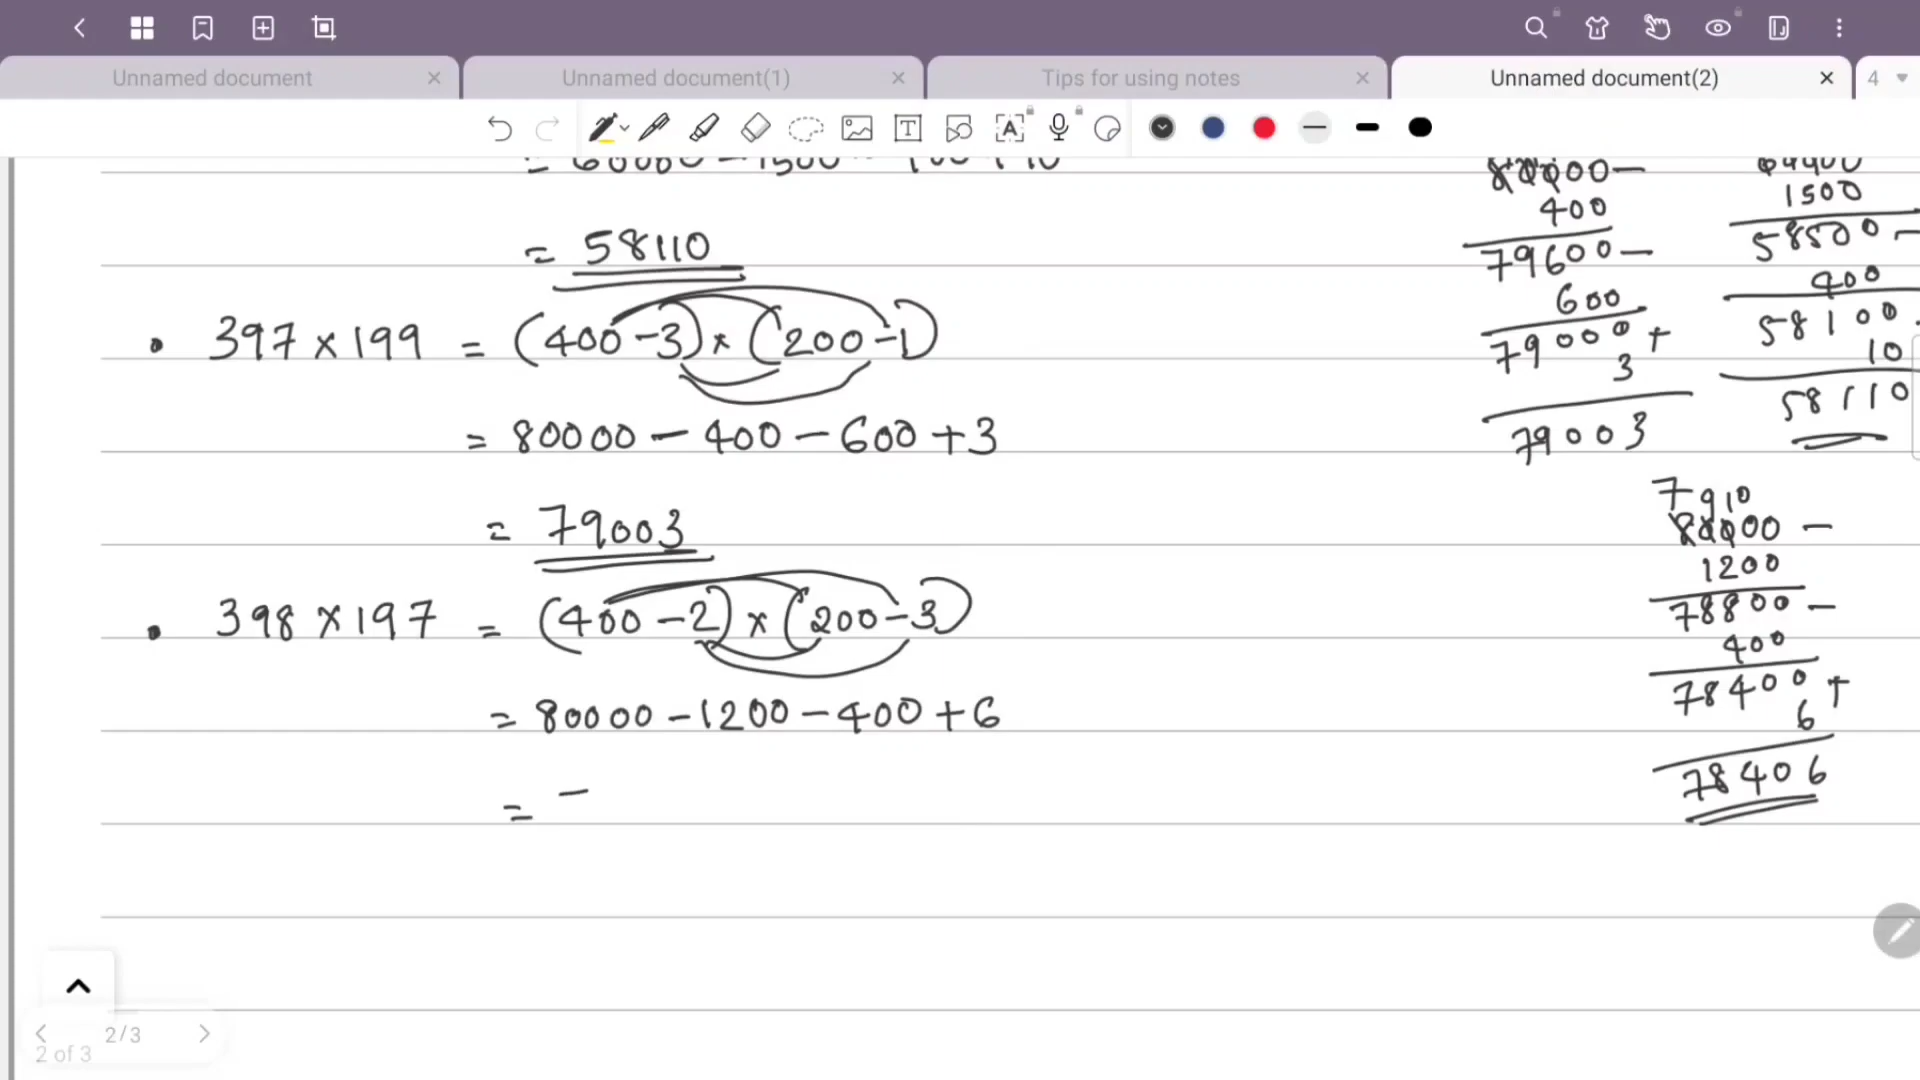 Unnamed document
Unnamed document(1)
Tips for using notes
Unnamed document(2)
4
= 58110
• 397 × 199 = (400 - 3) × (200 - 1)
= 80000 - 400 - 600 + 3
= 79003
• 398 × 197 = (400 - 2) × (200 - 3)
= 80000 - 1200 - 400 + 6
= -
80000 -
400
79600 -
600
79000 +
3
79003
1500
58500 -
400
58100
10
58110
7910
80000 -
1200
78800 -
400
78400 +
6
78406
2/3
2 of 3